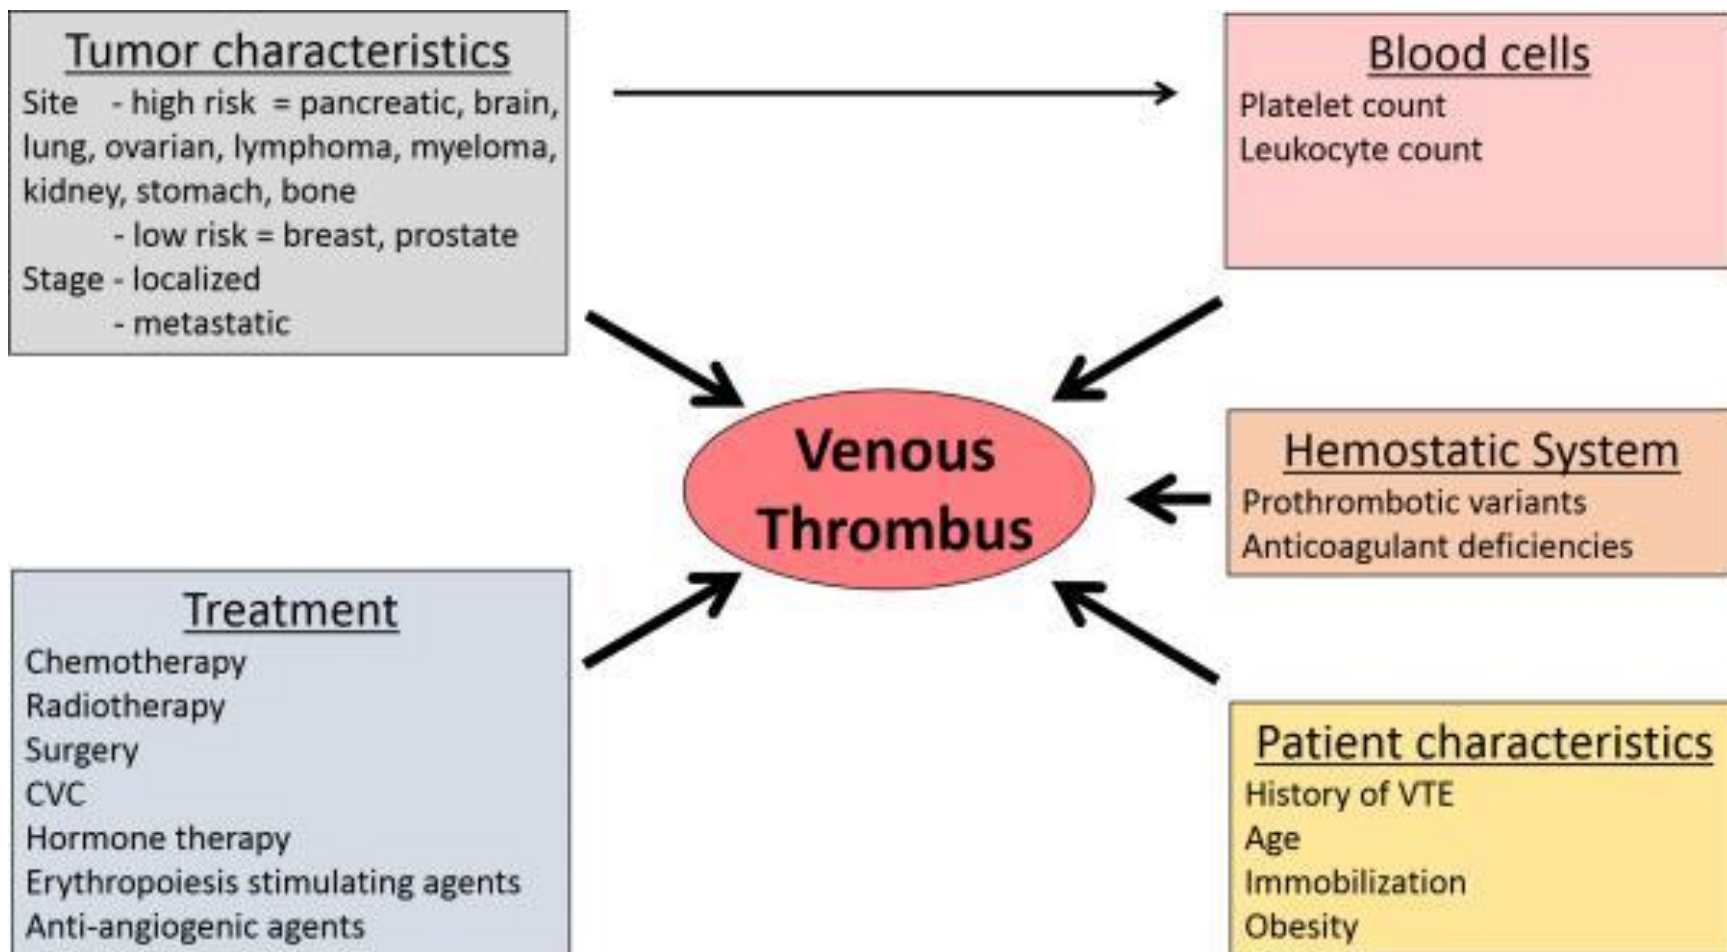 Tumor characteristics
Site - high risk = pancreatic, brain,
lung, ovarian, lymphoma, myeloma,
kidney, stomach, bone
- low risk = breast, prostate
Stage - localized
- metastatic
Blood cells
Platelet count
Leukocyte count
Venous
Thrombus
Hemostatic System
Prothrombotic variants
Anticoagulant deficiencies
Treatment
Chemotherapy
Radiotherapy
Surgery
CVC
Hormone therapy
Erythropoiesis stimulating agents
Anti-angiogenic agents
Patient characteristics
History of VTE
Age
Immobilization
Obesity